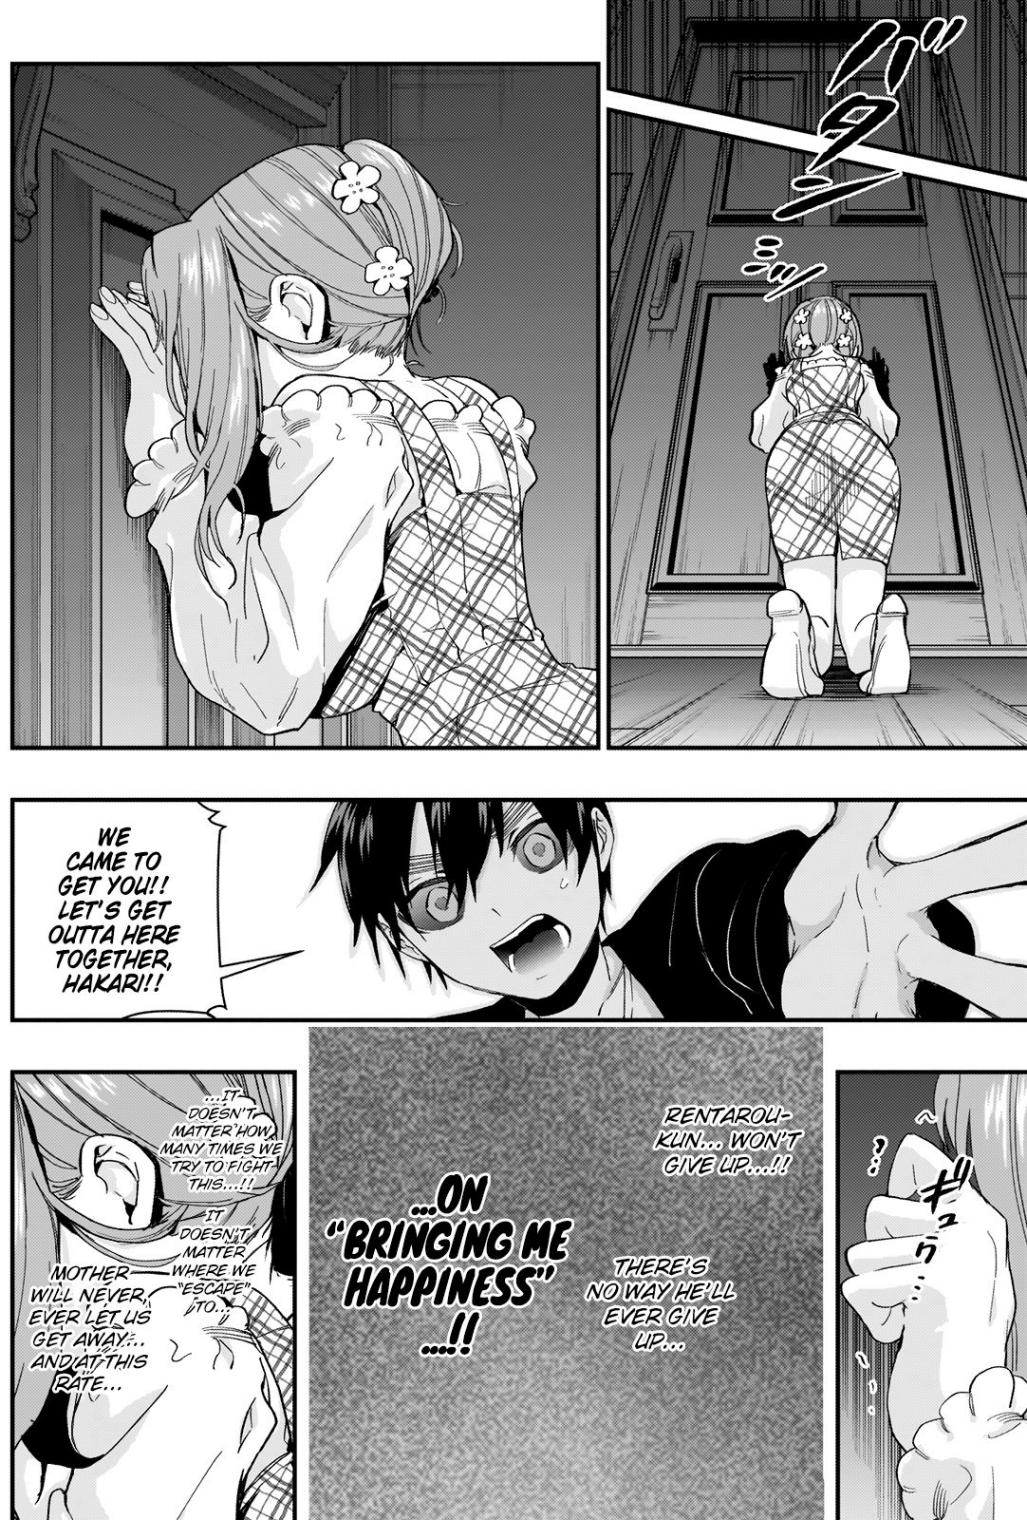 バタン
ミシッ
WE
CAME TO
GET YOU!!
LET'S GET
OUTTA HERE
TOGETHER,
HAKARI!!
RENTAROU-
KUN... WON'T
GIVE UP...!!
THERE'S
NO WAY HE'LL
EVER GIVE
UP...
...ON
"BRINGING ME
HAPPINESS"
....!!
ギュウ...
...IT
DOESN'T
MATTER HOW
MANY TIMES WE
TRY TO FIGHT
THIS...!!
IT
DOESN'T
MATTER
WHERE WE
"ESCAPE"
TO...
MOTHER
WILL NEVER,
EVER LET US
GET AWAY...
AND AT THIS
RATE...